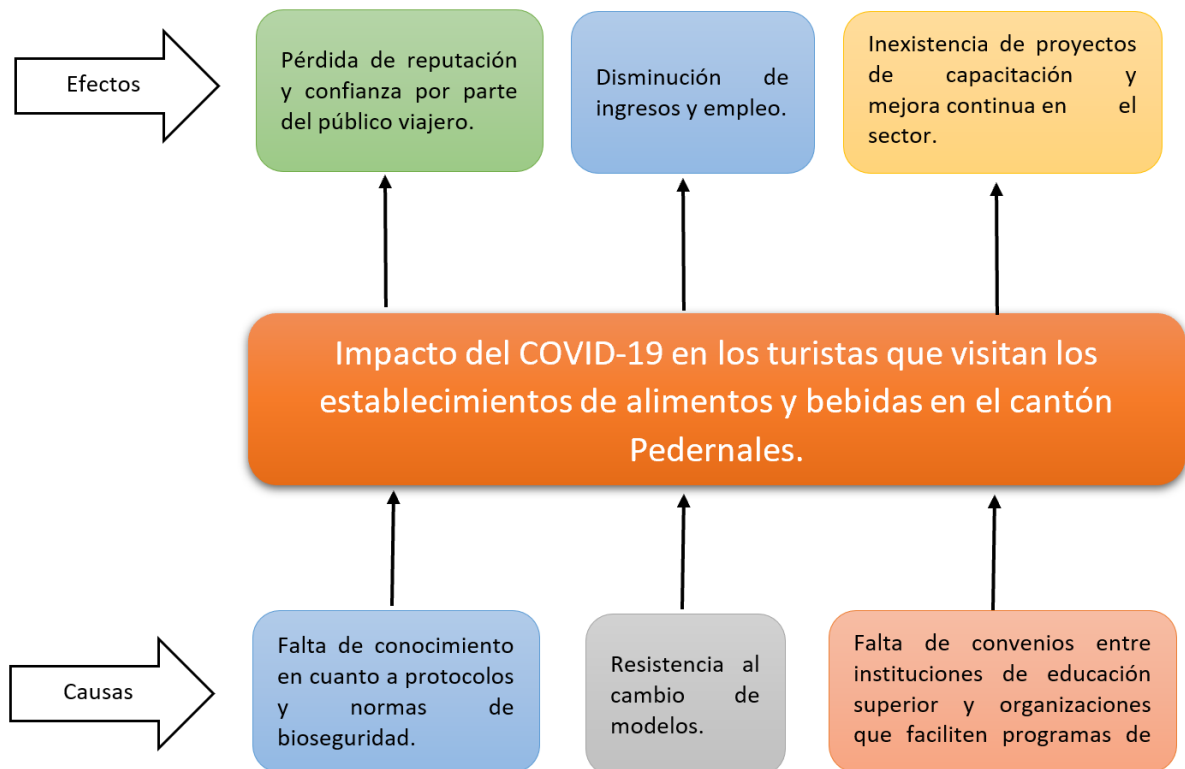 Efectos
Pérdida de reputación
y confianza por parte
del público viajero.
Disminución de
ingresos y empleo.
Inexistencia de proyectos
de capacitación y
mejora continua en el
sector.
Impacto del COVID-19 en los turistas que visitan los
establecimientos de alimentos y bebidas en el cantón
Pedernales.
Causas
Falta de conocimiento
en cuanto a protocolos
y normas de
bioseguridad.
Resistencia al
cambio de
modelos.
Falta de convenios entre
instituciones de educación
superior y organizaciones
que faciliten programas de